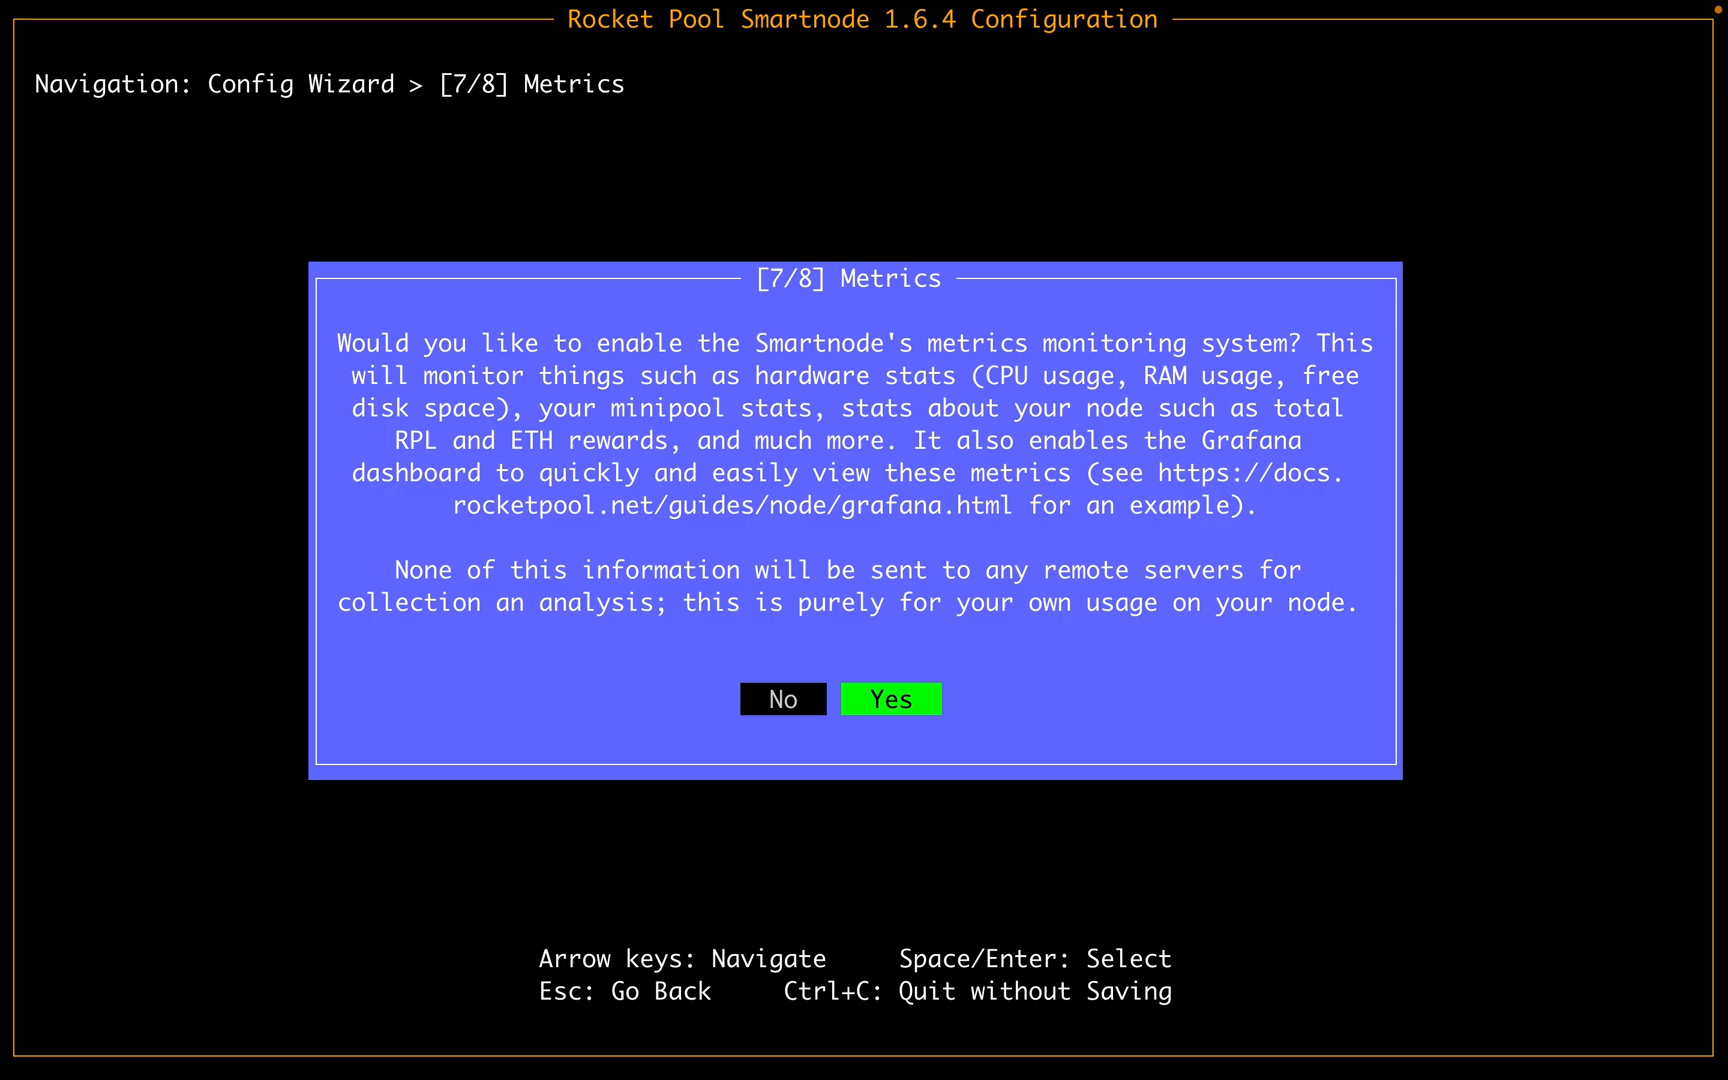 Rocket Pool Smartnode 1.6.4 Configuration
Navigation: Config Wizard > [7/8] Metrics
[7/8] Metrics
Would you like to enable the Smartnode's metrics monitoring system? This
will monitor things such as hardware stats (CPU usage, RAM usage, free
disk space), your minipool stats, stats about your node such as total
RPL and ETH rewards, and much more. It also enables the Grafana
dashboard to quickly and easily view these metrics (see https://docs.
rocketpool.net/guides/node/grafana.html for an example).
None of this information will be sent to any remote servers for
collection an analysis; this is purely for your own usage on your node.
No Yes
Arrow keys: Navigate Space/Enter: Select
Esc: Go Back Ctrl+C: Quit without Saving